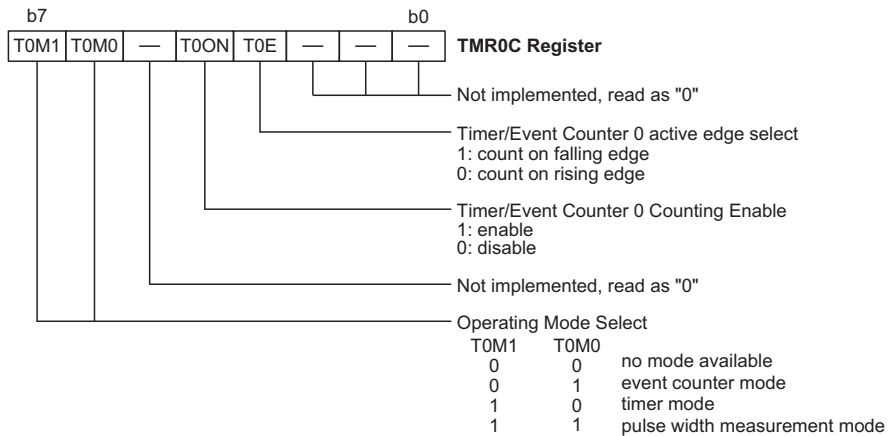 b7 b0
T0M1 T0M0 — T0ON T0E — — — TMR0C Register
Not implemented, read as "0"
Timer/Event Counter 0 active edge select
1: count on falling edge
0: count on rising edge
Timer/Event Counter 0 Counting Enable
1: enable
0: disable
Not implemented, read as "0"
Operating Mode Select
T0M1 T0M0
0 0 no mode available
0 1 event counter mode
1 0 timer mode
1 1 pulse width measurement mode